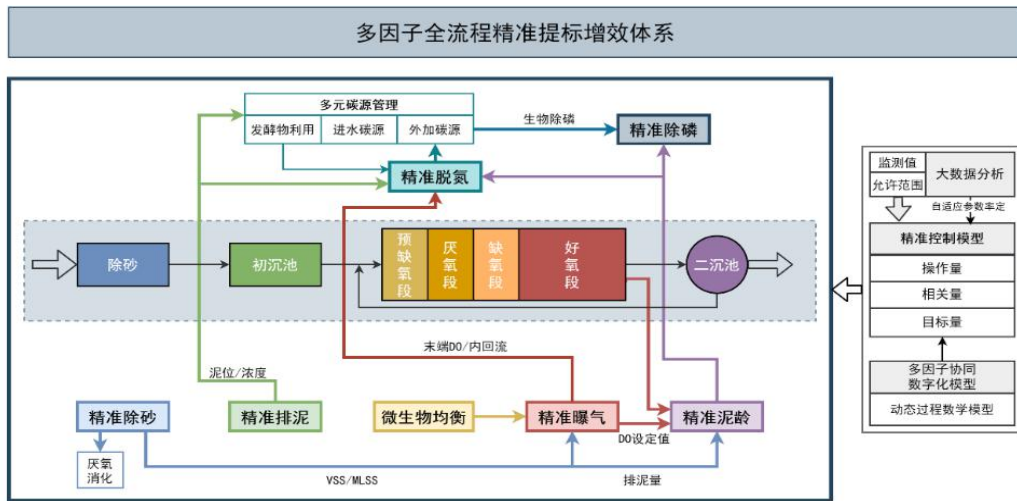 多因子全流程精准提标增效体系
多元碳源管理
发酵物利用
进水碳源
外加碳源
生物除磷
精准除磷
精准脱氮
监测值
允许范围
大数据分析
自适应参数率定
精准控制模型
操作量
相关量
目标量
多因子协同
数字化模型
动态过程数学模型
除砂
初沉池
预缺氧段
厌氧段
缺氧段
好氧段
二沉池
末端DO/内回流
泥位/浓度
精准除砂
精准排泥
微生物均衡
精准曝气
精准泥龄
DO设定值
厌氧
消化
VSS/MLSS
排泥量